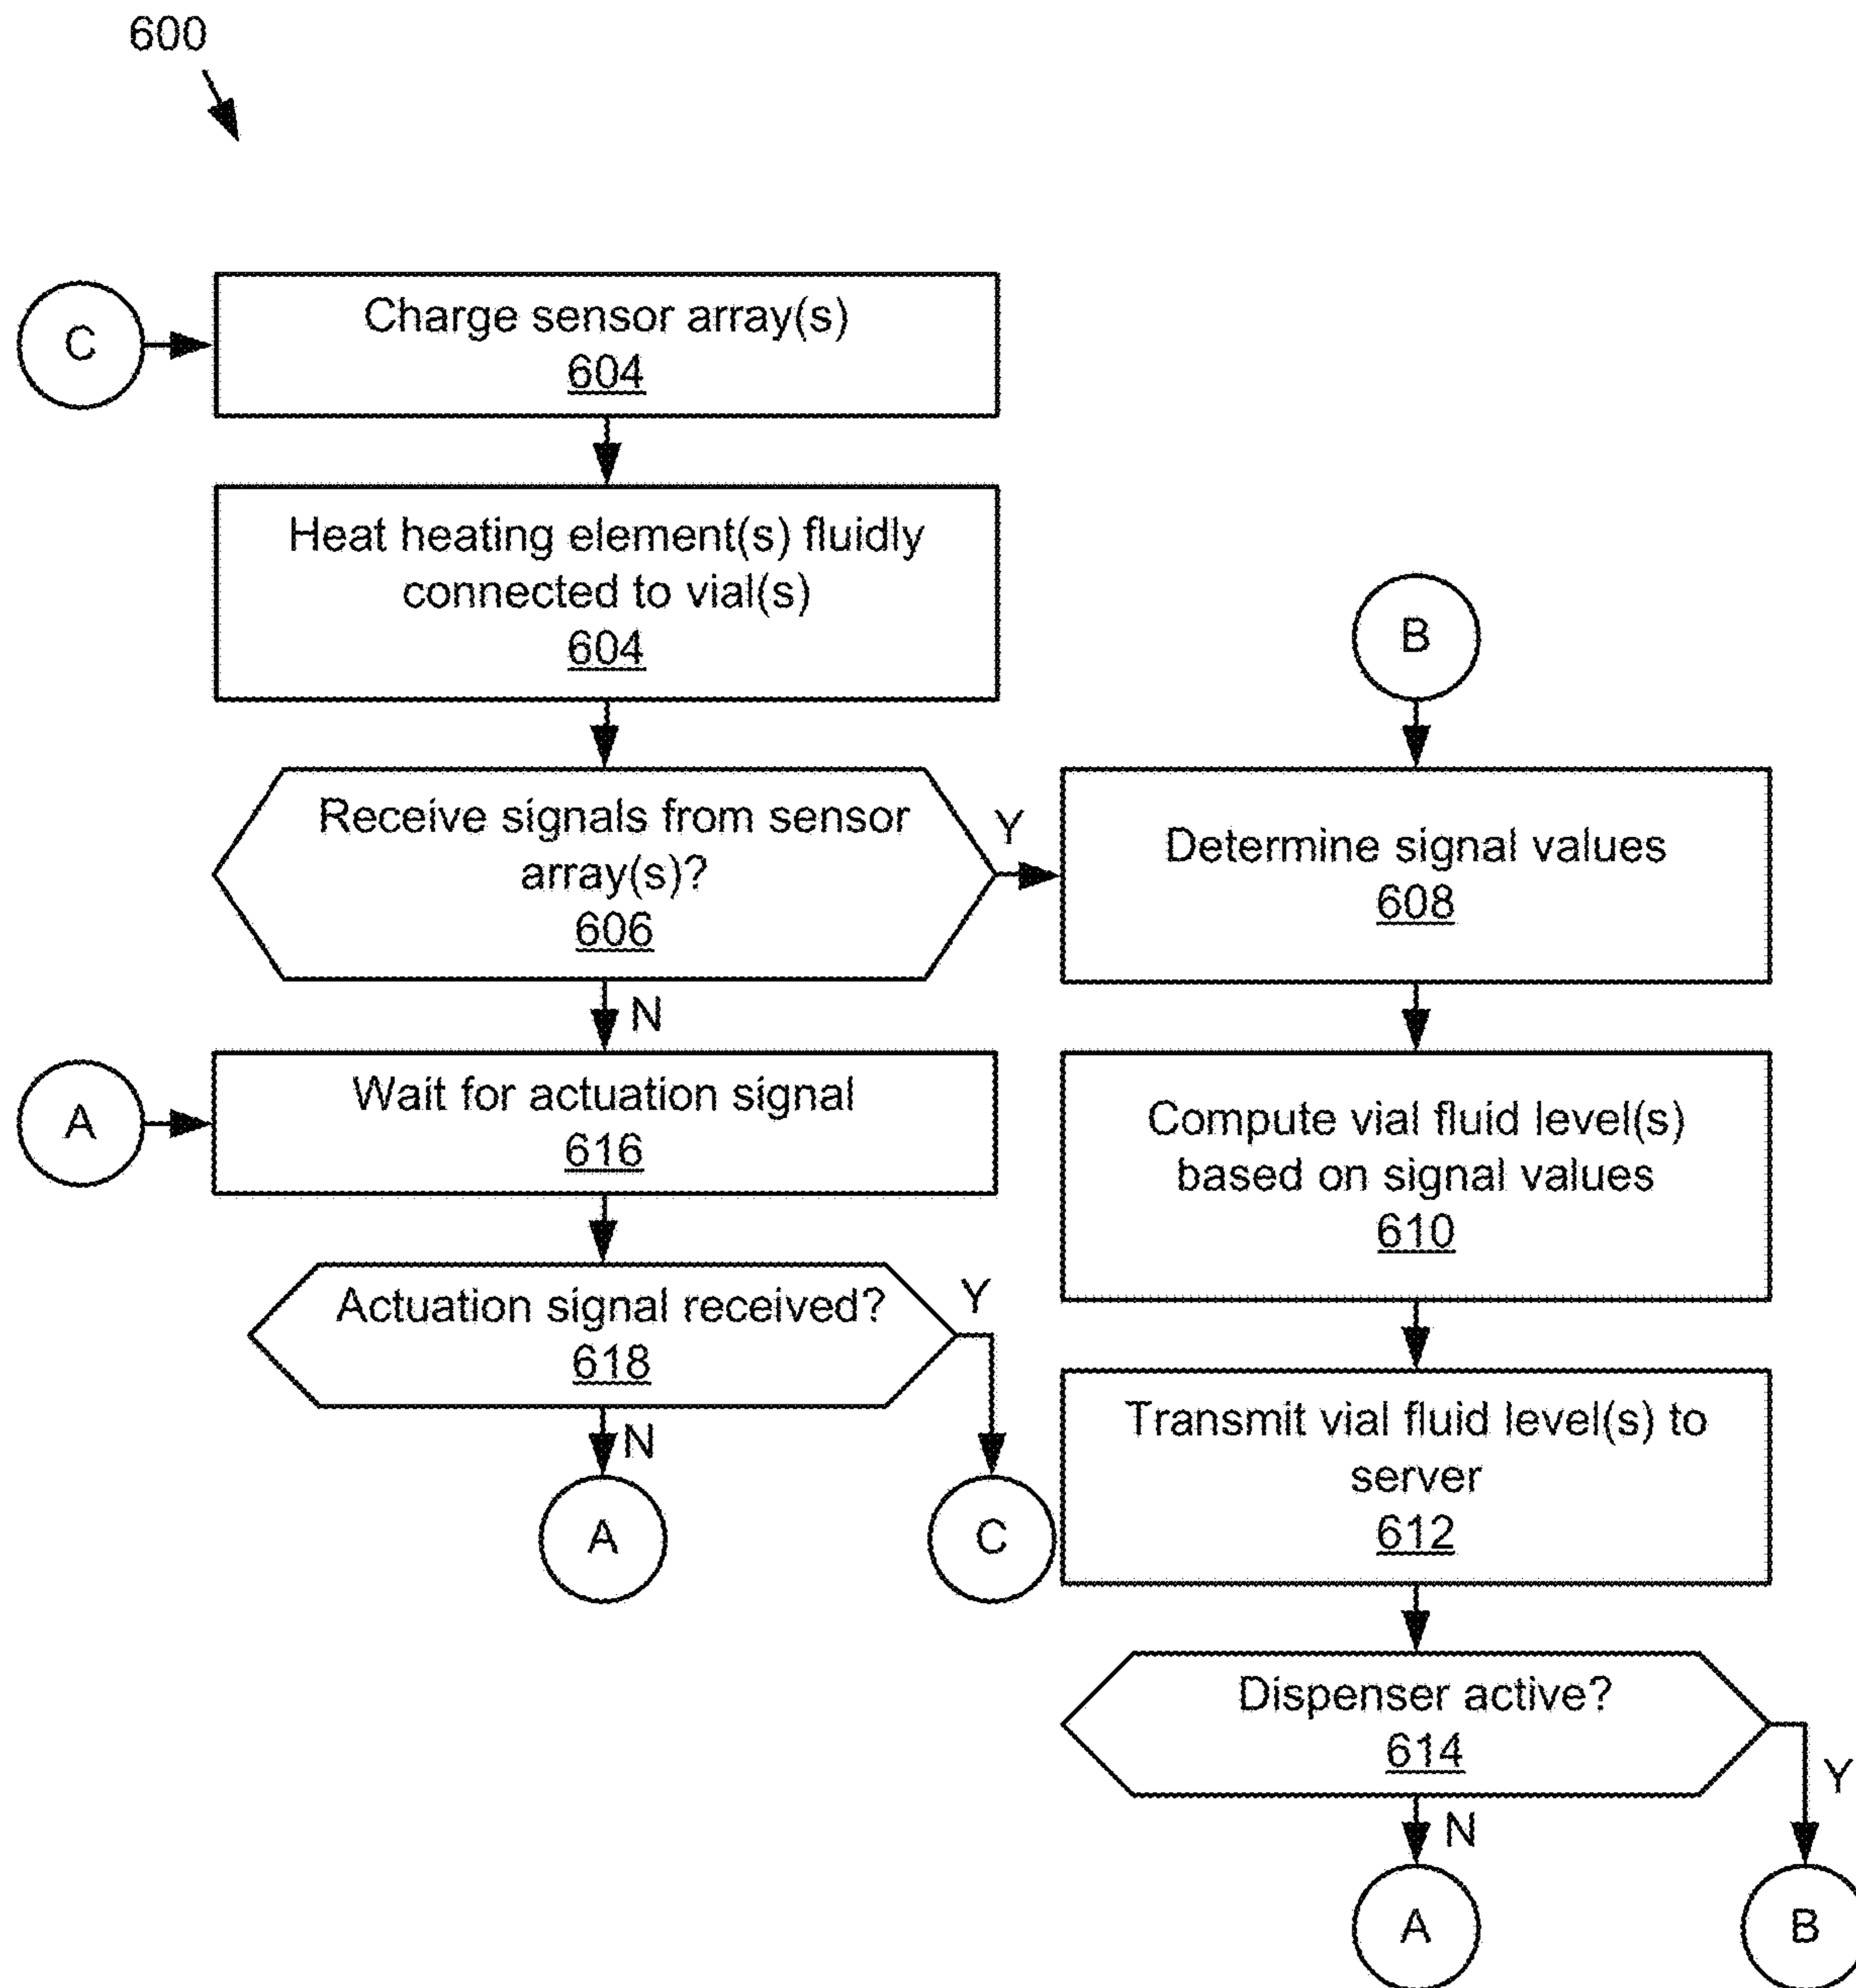 600
C
Charge sensor array(s)
604
Heat heating element(s) fluidly
connected to vial(s)
604
Receive signals from sensor
array(s)?
606
Y
N
A
Wait for actuation signal
616
Actuation signal received?
618
Y
N
A
C
B
Determine signal values
608
Compute vial fluid level(s)
based on signal values
610
Transmit vial fluid level(s) to
server
612
Dispenser active?
614
Y
N
A
B